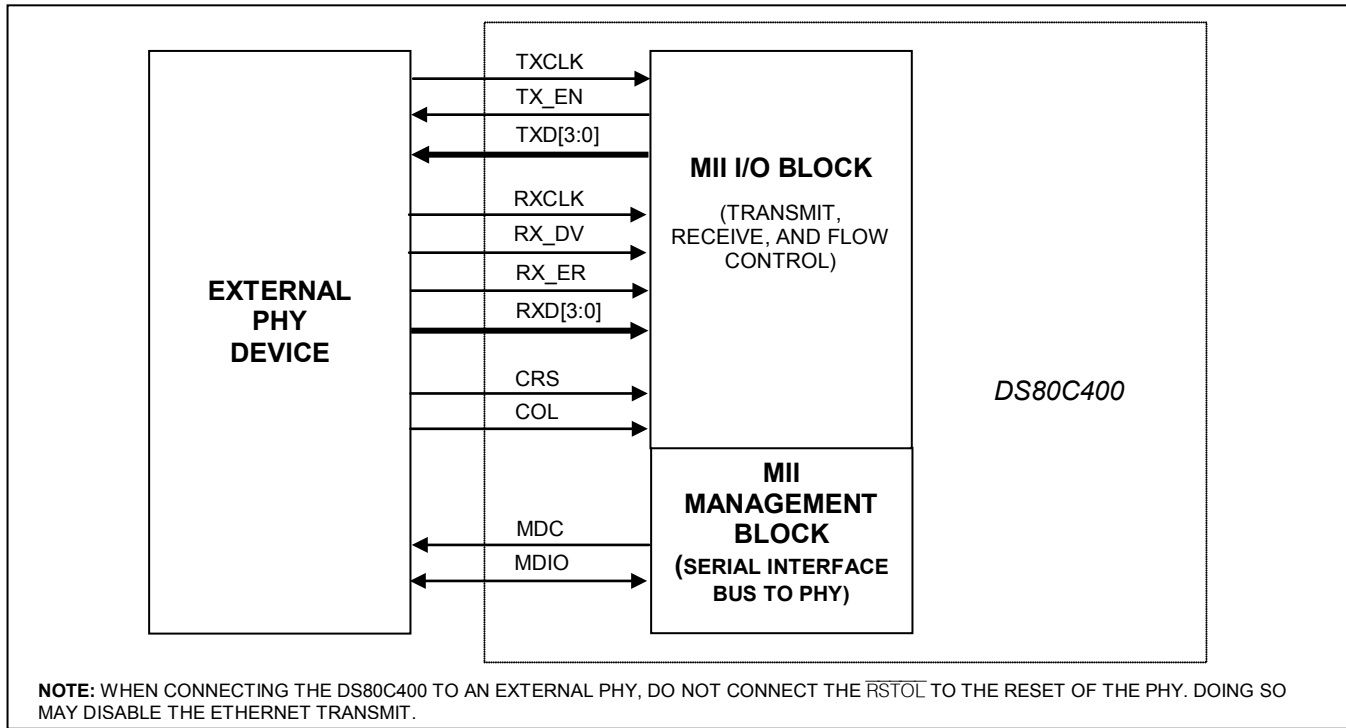 TXCLK
TX_EN
TXD[3:0]
RXCLK
RX_DV
RX_ER
RXD[3:0]
CRS
COL
MDC
MDIO
EXTERNAL
PHY
DEVICE
MII I/O BLOCK
(TRANSMIT,
RECEIVE, AND FLOW
CONTROL)
MII
MANAGEMENT
BLOCK
(SERIAL INTERFACE
BUS TO PHY)
DS80C400
NOTE: WHEN CONNECTING THE DS80C400 TO AN EXTERNAL PHY, DO NOT CONNECT THE R̅S̅T̅O̅L̅ TO THE RESET OF THE PHY. DOING SO
MAY DISABLE THE ETHERNET TRANSMIT.